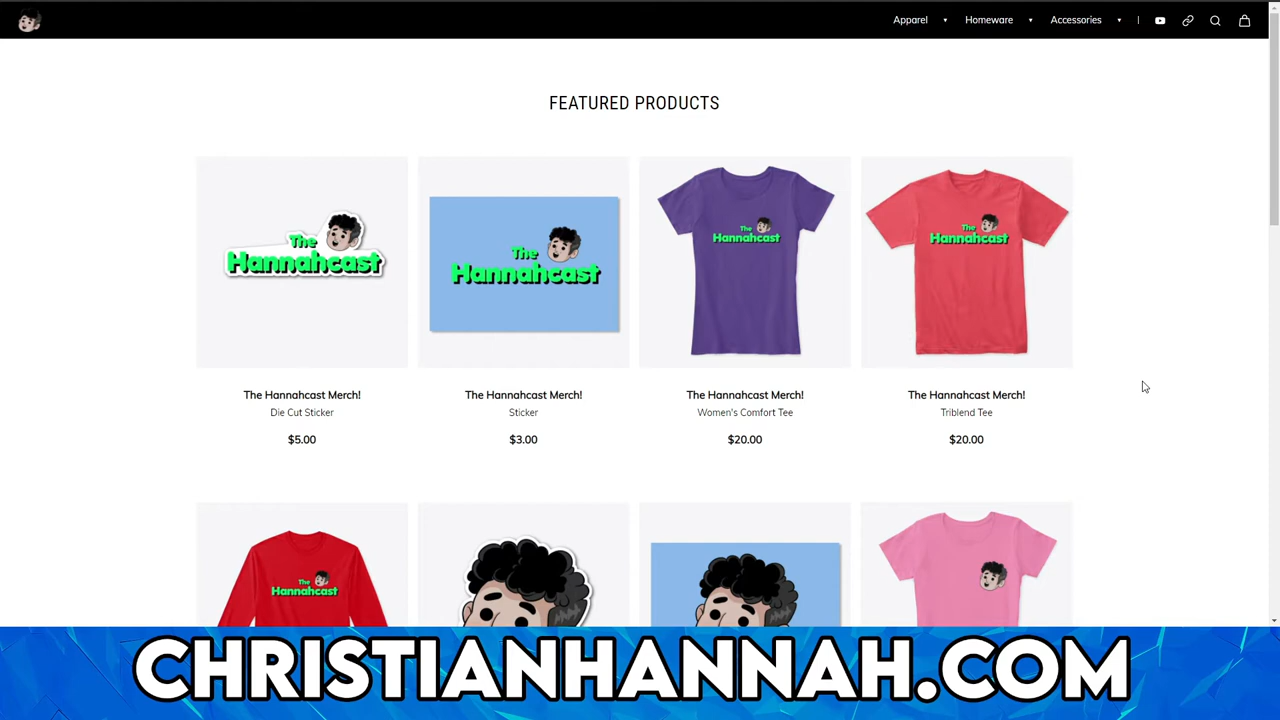 Apparel ▾ Homeware ▾ Accessories ▾ |
FEATURED PRODUCTS
The
Hannahcast
The
Hannahcast
The
Hannahcast
The
Hannahcast
The Hannahcast Merch!
Die Cut Sticker
$5.00
The Hannahcast Merch!
Sticker
$3.00
The Hannahcast Merch!
Women's Comfort Tee
$20.00
The Hannahcast Merch!
Triblend Tee
$20.00
The
Hannahcast
CHRISTIANHANNAH.COM